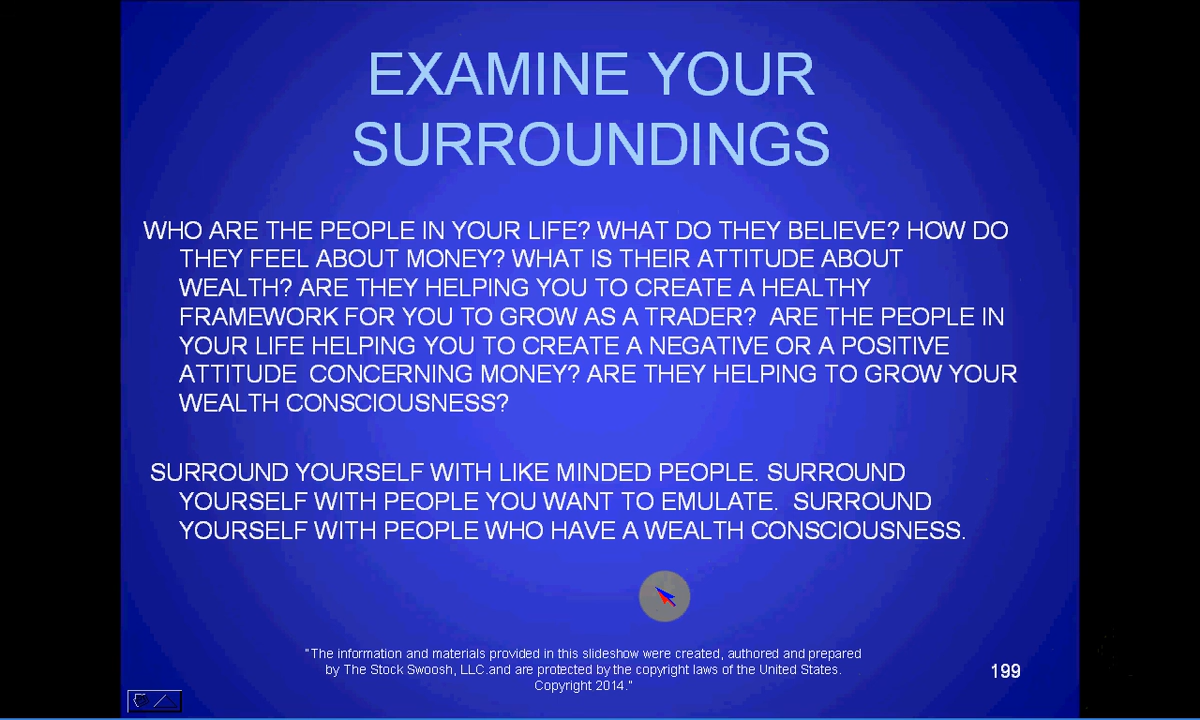 EXAMINE YOUR
SURROUNDINGS
WHO ARE THE PEOPLE IN YOUR LIFE? WHAT DO THEY BELIEVE? HOW DO
THEY FEEL ABOUT MONEY? WHAT IS THEIR ATTITUDE ABOUT
WEALTH? ARE THEY HELPING YOU TO CREATE A HEALTHY
FRAMEWORK FOR YOU TO GROW AS A TRADER?  ARE THE PEOPLE IN
YOUR LIFE HELPING YOU TO CREATE A NEGATIVE OR A POSITIVE
ATTITUDE  CONCERNING MONEY? ARE THEY HELPING TO GROW YOUR
WEALTH CONSCIOUSNESS?
SURROUND YOURSELF WITH LIKE MINDED PEOPLE. SURROUND
YOURSELF WITH PEOPLE YOU WANT TO EMULATE.  SURROUND
YOURSELF WITH PEOPLE WHO HAVE A WEALTH CONSCIOUSNESS.
"The information and materials provided in this slideshow were created, authored and prepared
by The Stock Swoosh, LLC.and are protected by the copyright laws of the United States.
Copyright 2014."
199